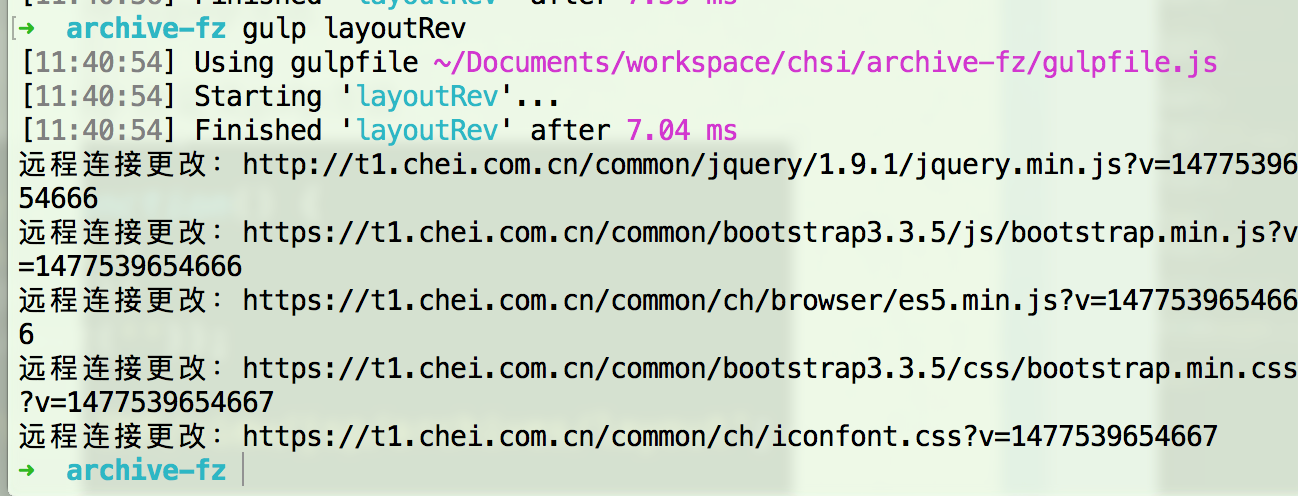 [11:40:38] Finished 'layoutRev' after 7.39 ms
➜  archive-fz gulp layoutRev
[11:40:54] Using gulpfile ~/Documents/workspace/chsi/archive-fz/gulpfile.js
[11:40:54] Starting 'layoutRev'...
[11:40:54] Finished 'layoutRev' after 7.04 ms
远程连接更改：http://t1.chei.com.cn/common/jquery/1.9.1/jquery.min.js?v=14775396
54666
远程连接更改：https://t1.chei.com.cn/common/bootstrap3.3.5/js/bootstrap.min.js?v
=1477539654666
远程连接更改：https://t1.chei.com.cn/common/ch/browser/es5.min.js?v=147753965466
6
远程连接更改：https://t1.chei.com.cn/common/bootstrap3.3.5/css/bootstrap.min.css
?v=1477539654667
远程连接更改：https://t1.chei.com.cn/common/ch/iconfont.css?v=1477539654667
➜  archive-fz